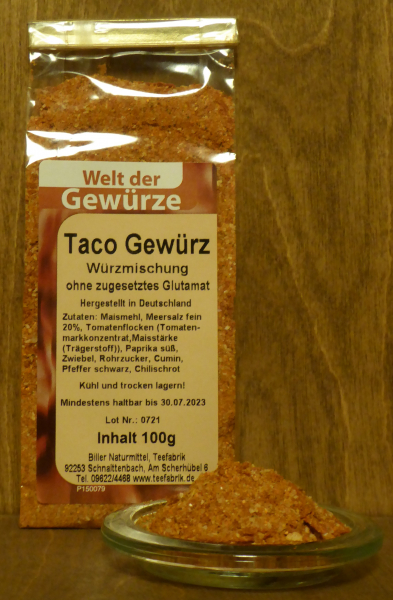 Welt der
Gewürze
Taco Gewürz
Würzmischung
ohne zugesetztes Glutamat
Hergestellt in Deutschland
Zutaten: Maismehl, Meersalz fein
20%, Tomatenflocken (Tomaten-
markkonzentrat,Maisstärke
(Trägerstoff)), Paprika süß,
Zwiebel, Rohrzucker, Cumin,
Pfeffer schwarz, Chilischrot
Kühl und trocken lagern!
Mindestens haltbar bis 30.07.2023
Lot Nr.: 0721
Inhalt 100g
Biller Naturmittel, Teefabrik
92253 Schnaittenbach, Am Scherhübel 6
Tel. 09622/4468 www.teefabrik.de
P150079